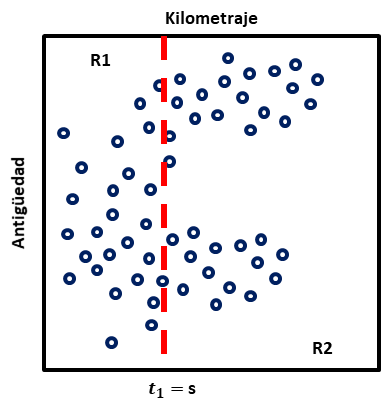 Kilometraje
R1
Antigüedad
R2
t₁ = s